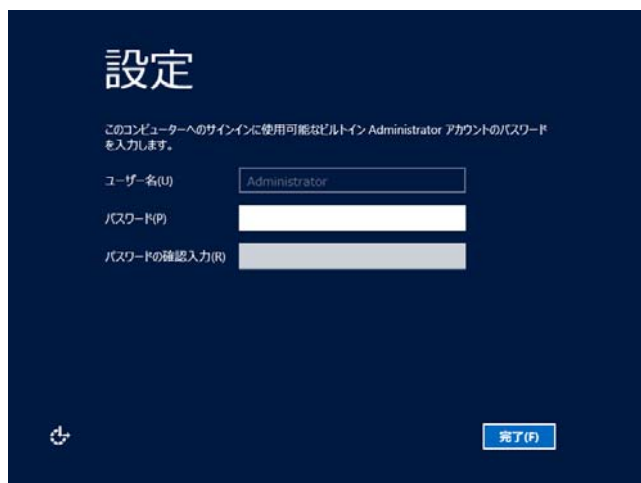 設定
このコンピューターへのサインインに使用可能なビルトイン Administrator アカウントのパスワード
を入力します。
ユーザー名(U)
Administrator
パスワード(P)
パスワードの確認入力(R)
完了(F)